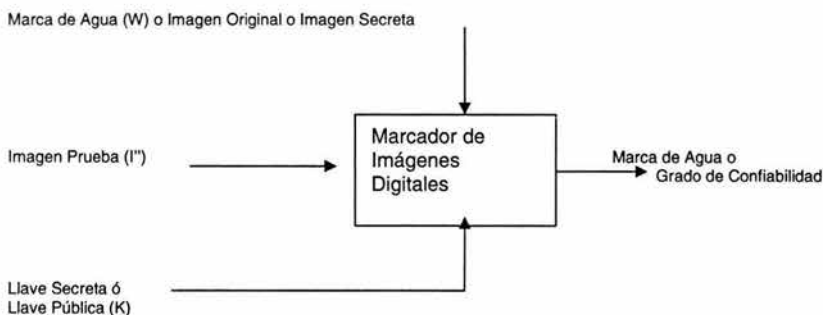 Marca de Agua (W) o Imagen Original o Imagen Secreta
Marcador de
Imágenes
Digitales
Imagen Prueba (I")
Marca de Agua o
Grado de Confiabilidad
Llave Secreta ó
Llave Pública (K)